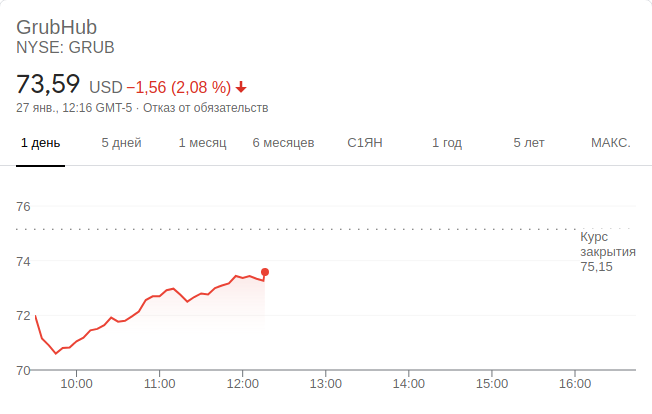 GrubHub
NYSE: GRUB
73,59 USD −1,56 (2,08 %)
27 янв., 12:16 GMT-5 · Отказ от обязательств
1 день 5 дней 1 месяц 6 месяцев С1ЯН 1 год 5 лет МАКС.
76
Курс
закрытия
75,15
74
72
70
10:00 11:00 12:00 13:00 14:00 15:00 16:00